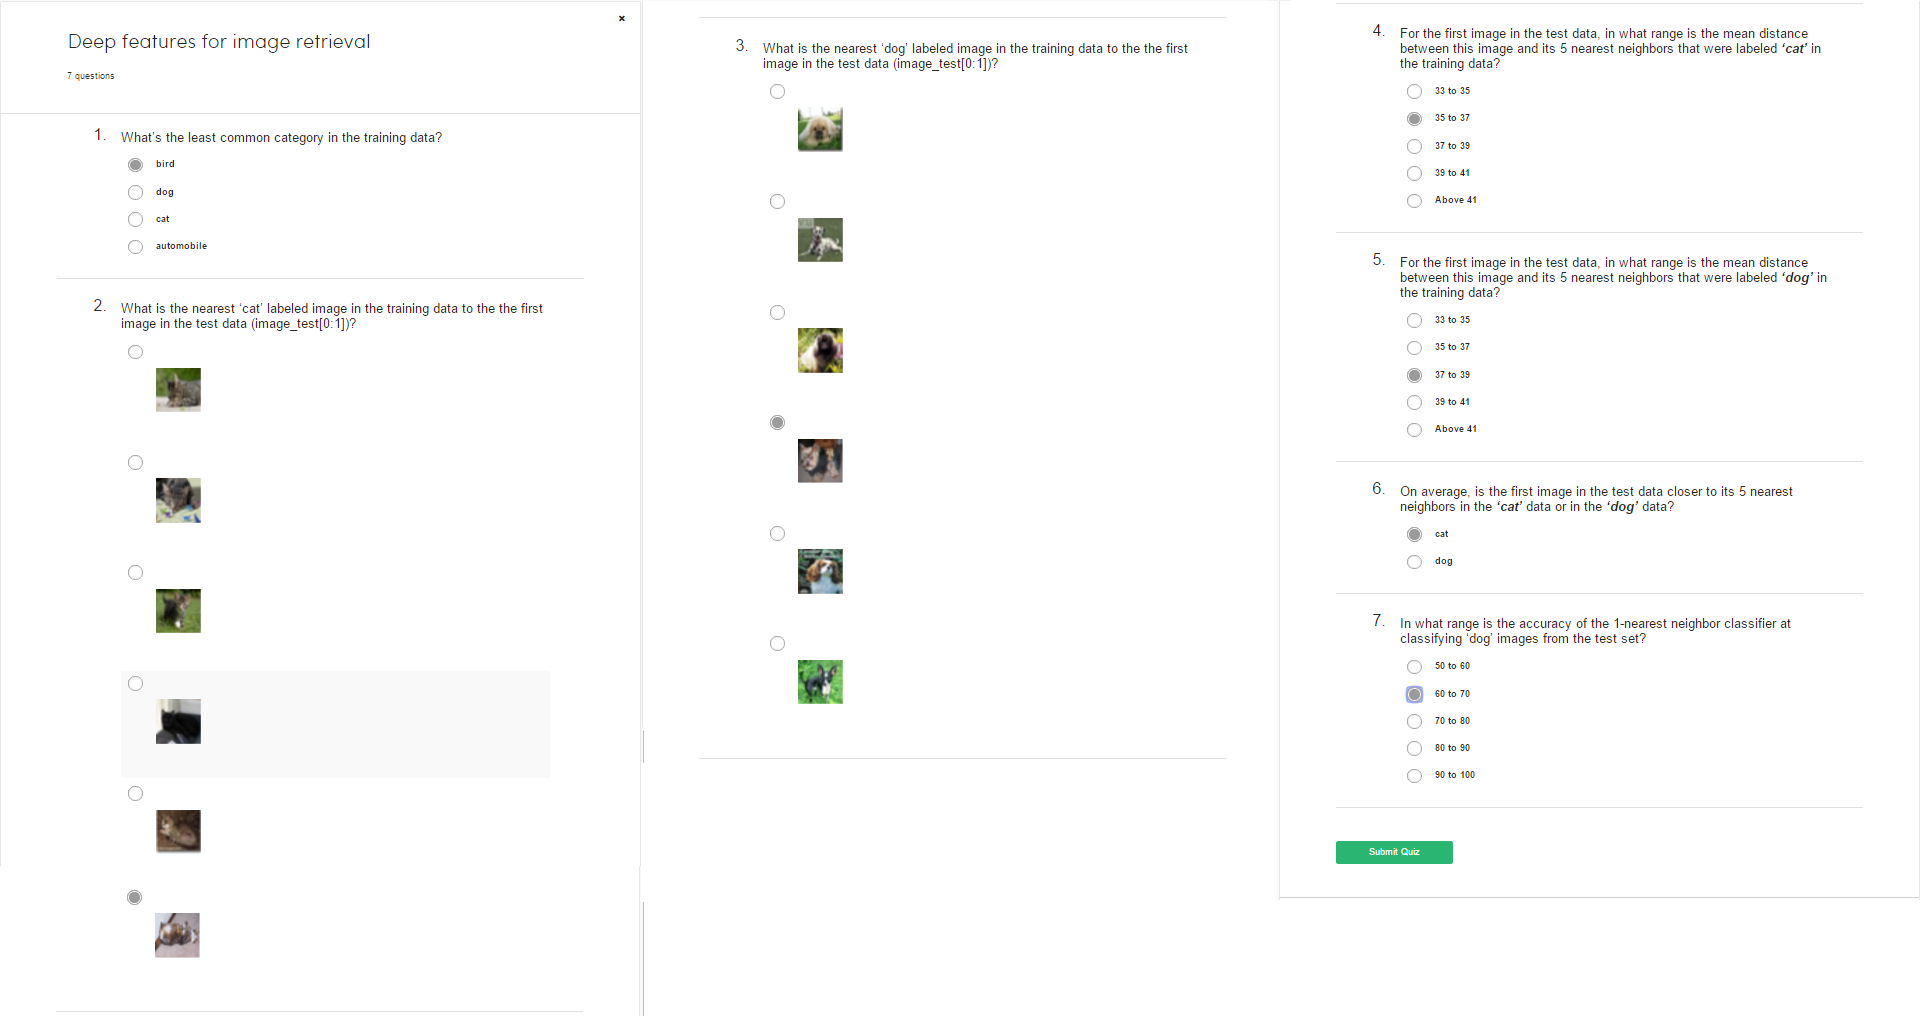 ×
Deep features for image retrieval
7 questions
1. What's the least common category in the training data?
bird
dog
cat
automobile
2. What is the nearest ‘cat’ labeled image in the training data to the the first
image in the test data (image_test[0:1])?
3. What is the nearest ‘dog’ labeled image in the training data to the the first
image in the test data (image_test[0:1])?
4. For the first image in the test data, in what range is the mean distance
between this image and its 5 nearest neighbors that were labeled ‘cat’ in
the training data?
33 to 35
35 to 37
37 to 39
39 to 41
Above 41
5. For the first image in the test data, in what range is the mean distance
between this image and its 5 nearest neighbors that were labeled ‘dog’ in
the training data?
33 to 35
35 to 37
37 to 39
39 to 41
Above 41
6. On average, is the first image in the test data closer to its 5 nearest
neighbors in the ‘cat’ data or in the ‘dog’ data?
cat
dog
7. In what range is the accuracy of the 1-nearest neighbor classifier at
classifying ‘dog’ images from the test set?
50 to 60
60 to 70
70 to 80
80 to 90
90 to 100
Submit Quiz